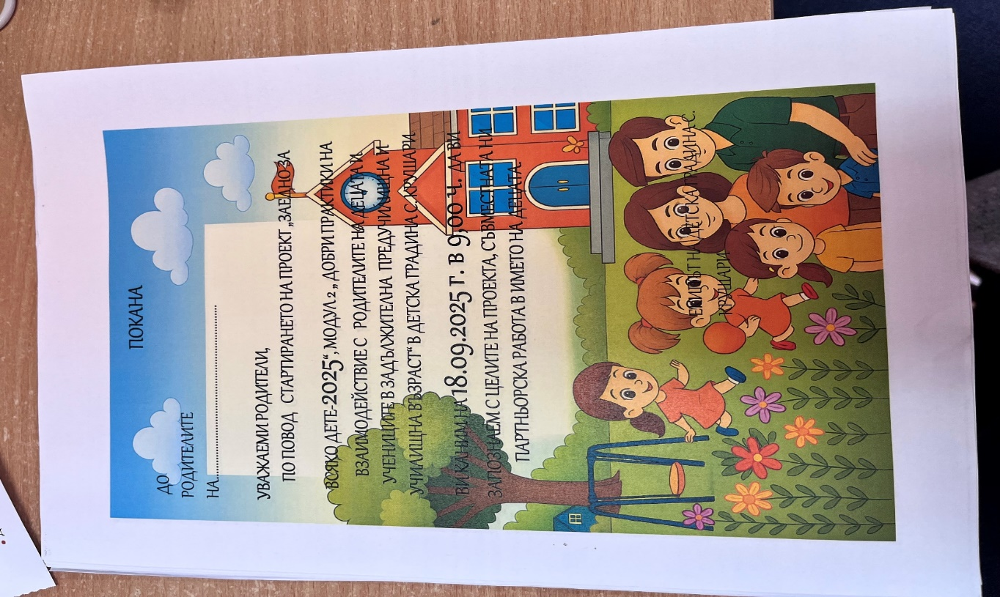 ПОКАНА
ДО
РОДИТЕЛИТЕ
НА................................................................
УВАЖАЕМИ РОДИТЕЛИ,
ПО ПОВОД СТАРТИРАНЕТО НА ПРОЕКТ „ЗАЕДНО ЗА
ВСЯКО ДЕТЕ-2025“, МОДУЛ 2 „ ДОБРИ ПРАКТИКИ НА
ВЗАИМОДЕЙСТВИЕ С РОДИТЕЛИТЕ НА ДЕЦАТА И
УЧЕНИЦИТЕ В ЗАДЪЛЖИТЕЛНА ПРЕДУЧИЛИЩНА И
УЧИЛИЩНА ВЪЗРАСТ“ В ДЕТСКА ГРАДИНА С. КРУШАРИ
ВИ КАНИМ НА 18.09.2025 Г. В 9,00 Ч. ДА ВИ
ЗАПОЗНАЕМ С ЦЕЛИТЕ НА ПРОЕКТА, СЪВМЕСТНАТА НИ
ПАРТНЬОРСКА РАБОТА В ИМЕТО НА ДЕЦАТА.
ЕКИПЪТ НА ДЕТСКА ГРАДИНА С.
КРУШАРИ